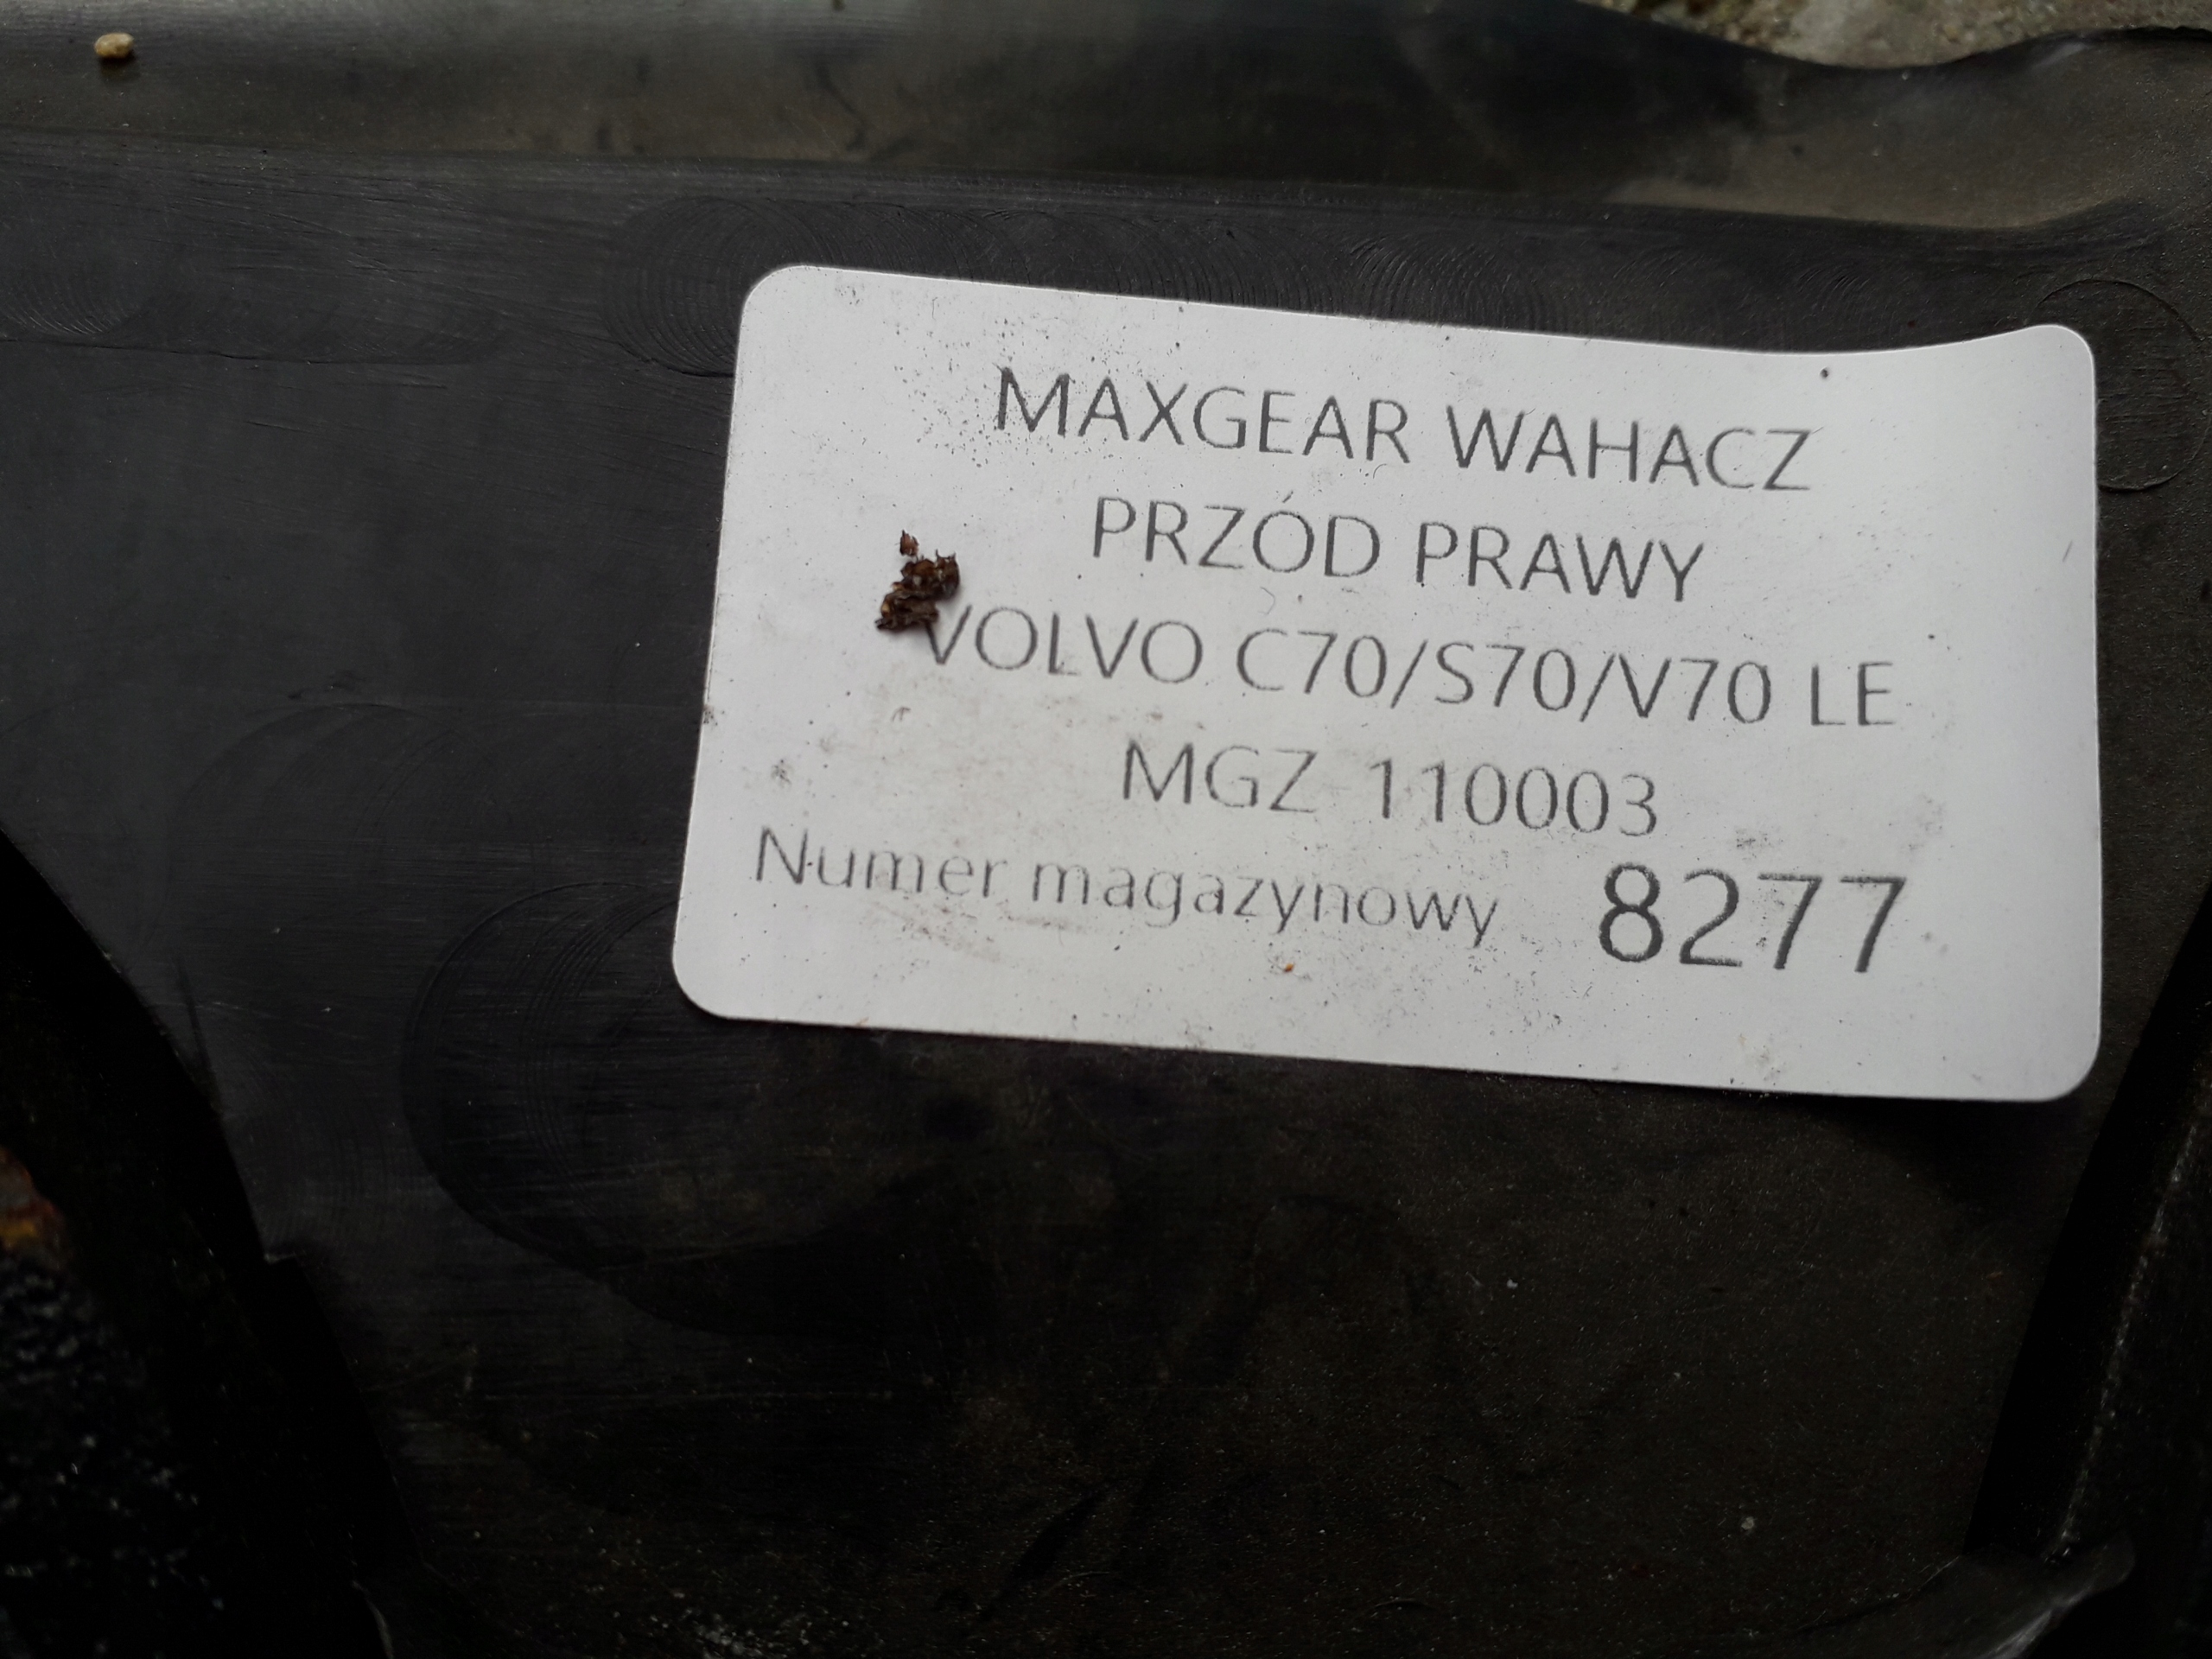 MAXGEAR WAHACZ
PRZÓD PRAWY
VOLVO C70/S70/V70 LE
MGZ 110003
Numer magazynowy 8277